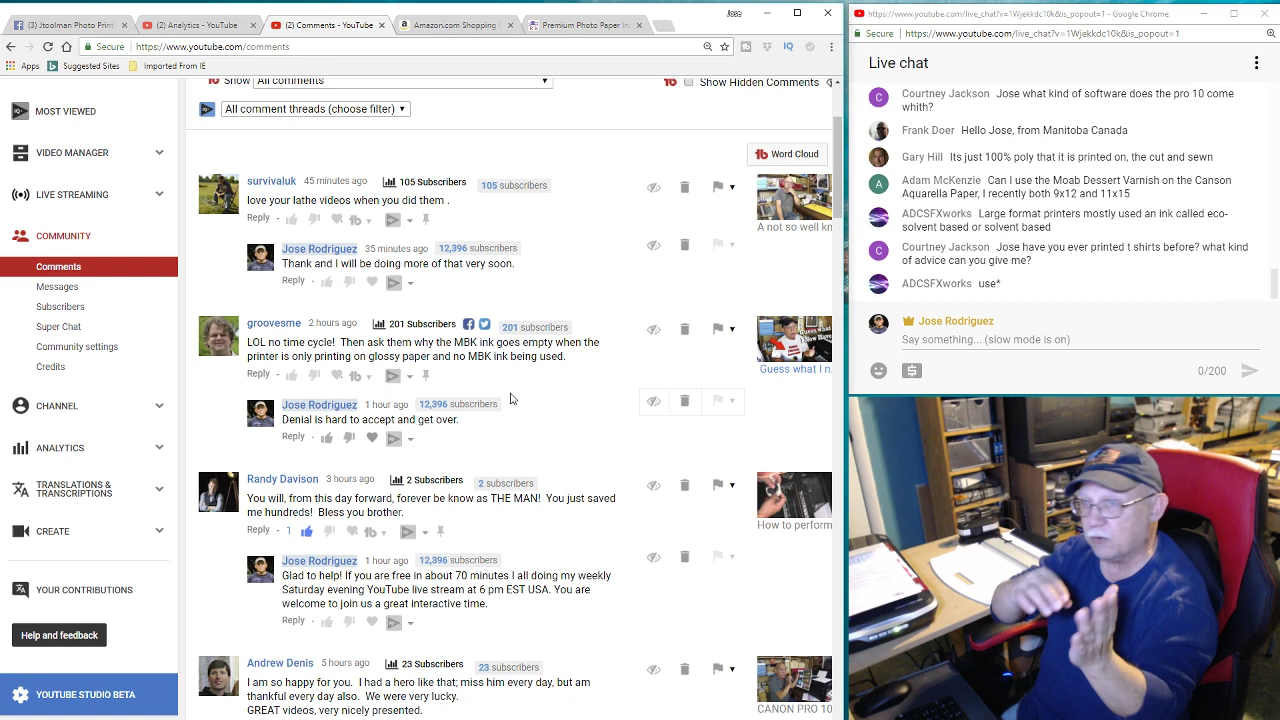 (3) Jtoolman Photo Print
(2) Analytics - YouTube
(2) Comments - YouTube
Amazon.com Shopping C
Premium Photo Paper In
Jose
Secure
https://www.youtube.com/comments
IQ
Apps
Suggested Sites
Imported From IE
MOST VIEWED
VIDEO MANAGER
LIVE STREAMING
COMMUNITY
Comments
Messages
Subscribers
Super Chat
Community settings
Credits
CHANNEL
ANALYTICS
TRANSLATIONS &
TRANSCRIPTIONS
CREATE
YOUR CONTRIBUTIONS
Help and feedback
YOUTUBE STUDIO BETA
Show
All comments
Show Hidden Comments
All comment threads (choose filter)
Word Cloud
survivaluk 45 minutes ago 105 Subscribers 105 subscribers
love your lathe videos when you did them .
Reply
A not so well kn
Jose Rodriguez 35 minutes ago 12,396 subscribers
Thank and I will be doing more of that very soon.
Reply
groovesme 2 hours ago 201 Subscribers 201 subscribers
LOL no trip cycle! Then ask them why the MBK ink goes empty when the
printer is only printing on glossy paper and no MBK ink being used.
Reply
Guess what I n
Jose Rodriguez 1 hour ago 12,396 subscribers
Denial is hard to accept and get over.
Reply
Randy Davison 3 hours ago 2 Subscribers 2 subscribers
You will, from this day forward, forever be know as THE MAN! You just saved
me hundreds! Bless you brother.
Reply 1
How to perform
Jose Rodriguez 1 hour ago 12,396 subscribers
Glad to help! If you are free in about 70 minutes I all doing my weekly
Saturday evening YouTube live stream at 6 pm EST USA. You are
welcome to join us a great interactive time.
Reply
Andrew Denis 5 hours ago 23 Subscribers 23 subscribers
I am so happy for you. I had a hero like that; miss him every day, but am
thankful every day also. We were very lucky.
GREAT videos, very nicely presented.
CANON PRO 10
https://www.youtube.com/live_chat?v=1Wjekkdc10k&is_popout=1 - Google Chrome
Secure
https://www.youtube.com/live_chat?v=1Wjekkdc10k&is_popout=1
Live chat
C
Courtney Jackson Jose what kind of software does the pro 10 come
whith?
Frank Doer Hello Jose, from Manitoba Canada
Gary Hill Its just 100% poly that it is printed on, the cut and sewn
A
Adam McKenzie Can I use the Moab Dessert Varnish on the Canson
Aquarella Paper, I recently both 9x12 and 11x15
ADCSFXworks Large format printers mostly used an ink called eco-
solvent based or solvent based
C
Courtney Jackson Jose have you ever printed t shirts before? what kind
of advice can you give me?
ADCSFXworks use*
Jose Rodriguez
Say something... (slow mode is on)
0/200